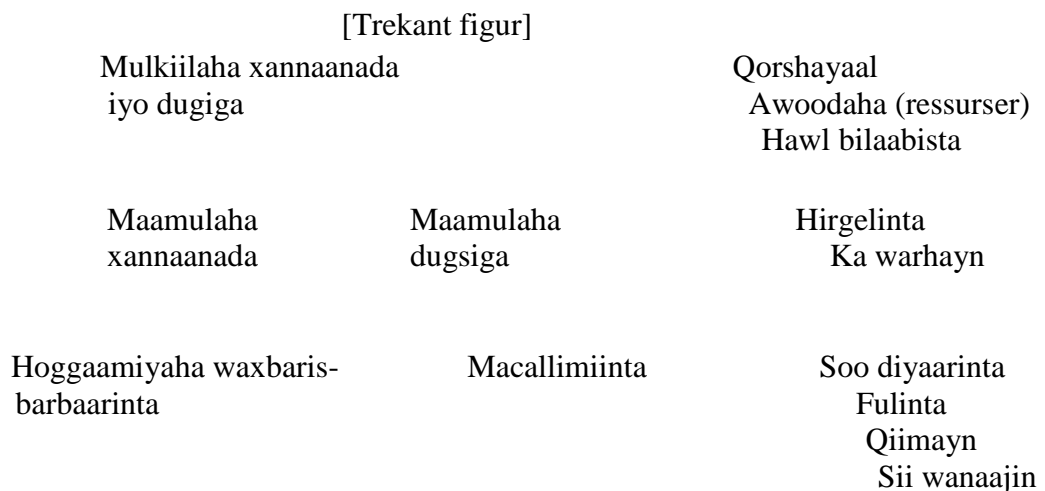 [Trekant figur]
Mulkiilaha xannaanada Qorshayaal
iyo dugiga Awoodaha (ressurser)
Hawl bilaabista
Maamulaha Maamulaha Hirgelinta
xannaanada dugsiga Ka warhayn
Hoggaamiyaha waxbaris- Macallimiinta Soo diyaarinta
barbaarinta Fulinta
Qiimayn
Sii wanaajin